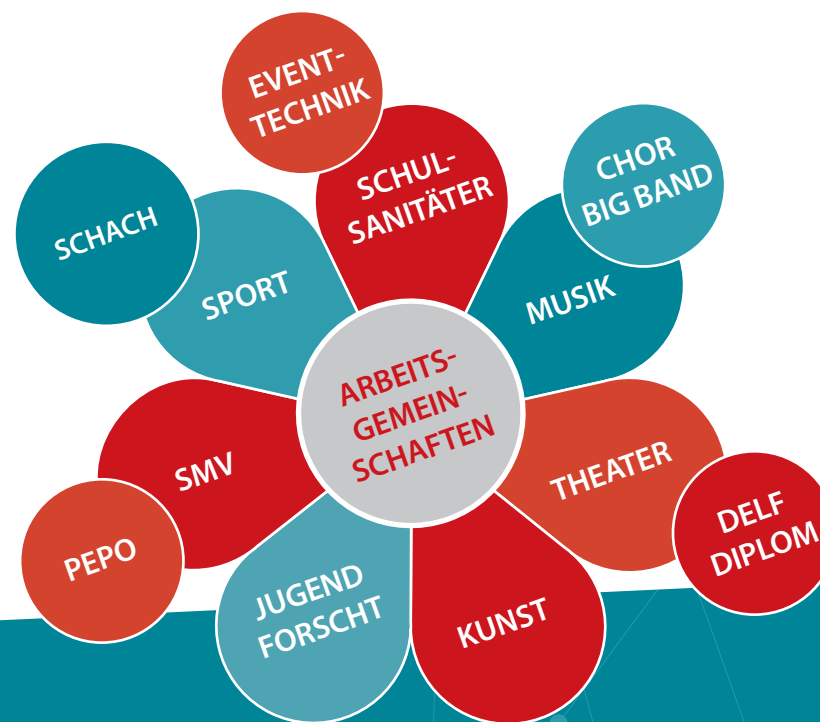 EVENT-
TECHNIK
SCHUL-
SANITÄTER
CHOR
BIG BAND
SCHACH
SPORT
MUSIK
ARBEITS-
GEMEIN-
SCHAFTEN
SMV
THEATER
PEPO
DELF
DIPLOM
JUGEND
FORSCHT
KUNST